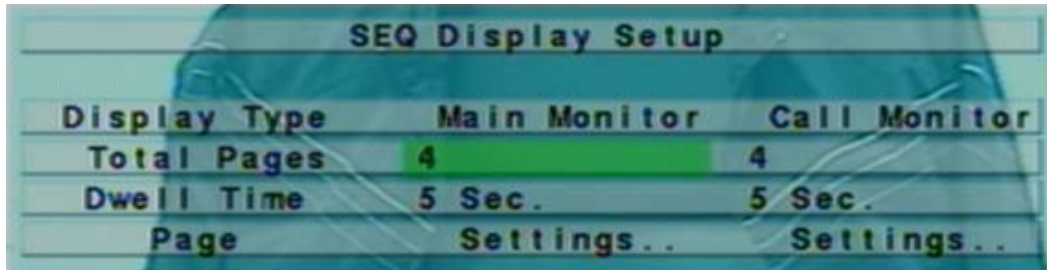 SEQ Display Setup
Display Type Main Monitor Call Monitor
Total Pages 4 4
Dwell Time 5 Sec. 5 Sec.
Page Settings.. Settings..